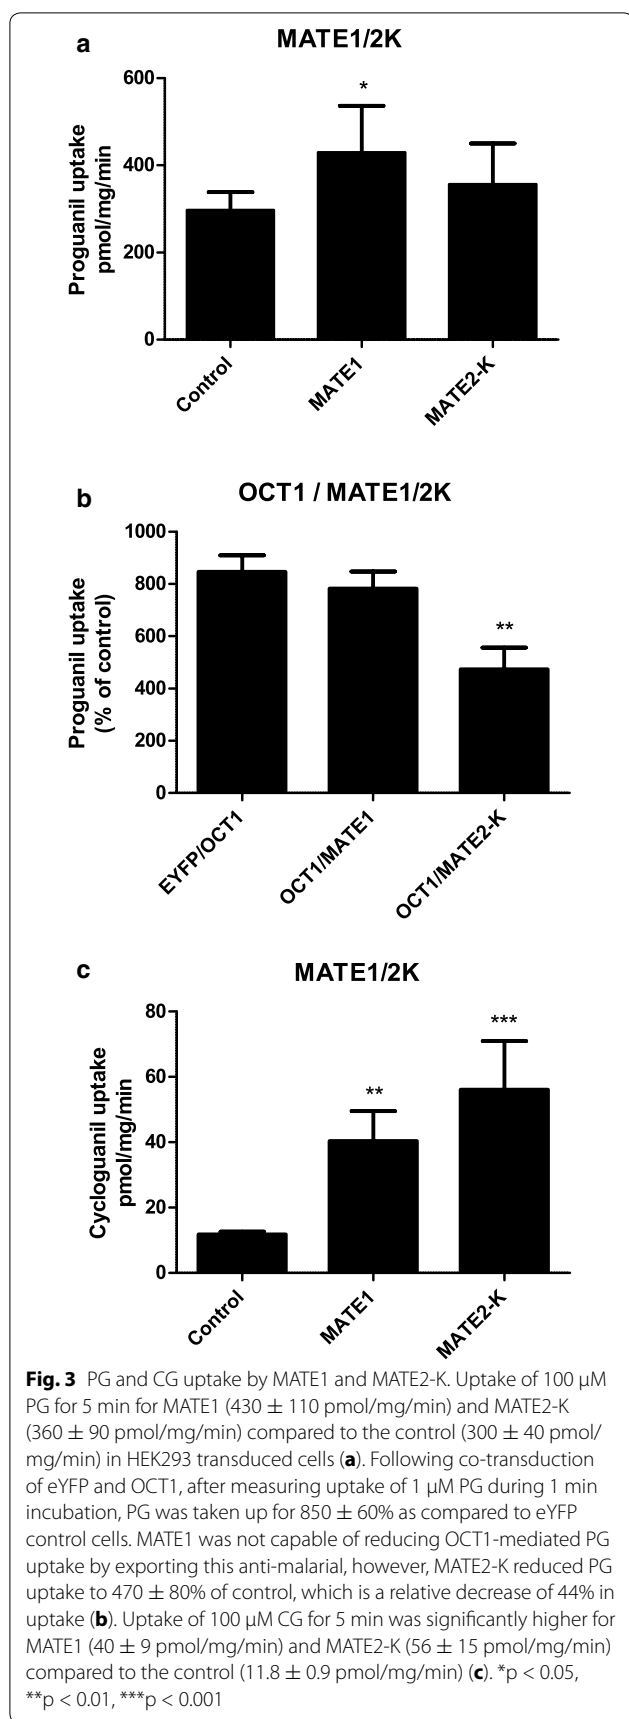 a
MATE1/2K
Proguanil uptake
pmol/mg/min
600
400
200
0
*
Control
MATE1
MATE2-K
b
OCT1 / MATE1/2K
Proguanil uptake
(% of control)
1000
800
600
400
200
0
**
EYFP/OCT1
OCT1/MATE1
OCT1/MATE2-K
c
MATE1/2K
Cycloguanil uptake
pmol/mg/min
80
60
40
20
0
**
***
Control
MATE1
MATE2-K
Fig. 3 PG and CG uptake by MATE1 and MATE2-K. Uptake of 100 µM
PG for 5 min for MATE1 (430 ± 110 pmol/mg/min) and MATE2-K
(360 ± 90 pmol/mg/min) compared to the control (300 ± 40 pmol/
mg/min) in HEK293 transduced cells (a). Following co-transduction
of eYFP and OCT1, after measuring uptake of 1 µM PG during 1 min
incubation, PG was taken up for 850 ± 60% as compared to eYFP
control cells. MATE1 was not capable of reducing OCT1-mediated PG
uptake by exporting this anti-malarial, however, MATE2-K reduced PG
uptake to 470 ± 80% of control, which is a relative decrease of 44% in
uptake (b). Uptake of 100 µM CG for 5 min was significantly higher for
MATE1 (40 ± 9 pmol/mg/min) and MATE2-K (56 ± 15 pmol/mg/min)
compared to the control (11.8 ± 0.9 pmol/mg/min) (c). *p < 0.05,
**p < 0.01, ***p < 0.001